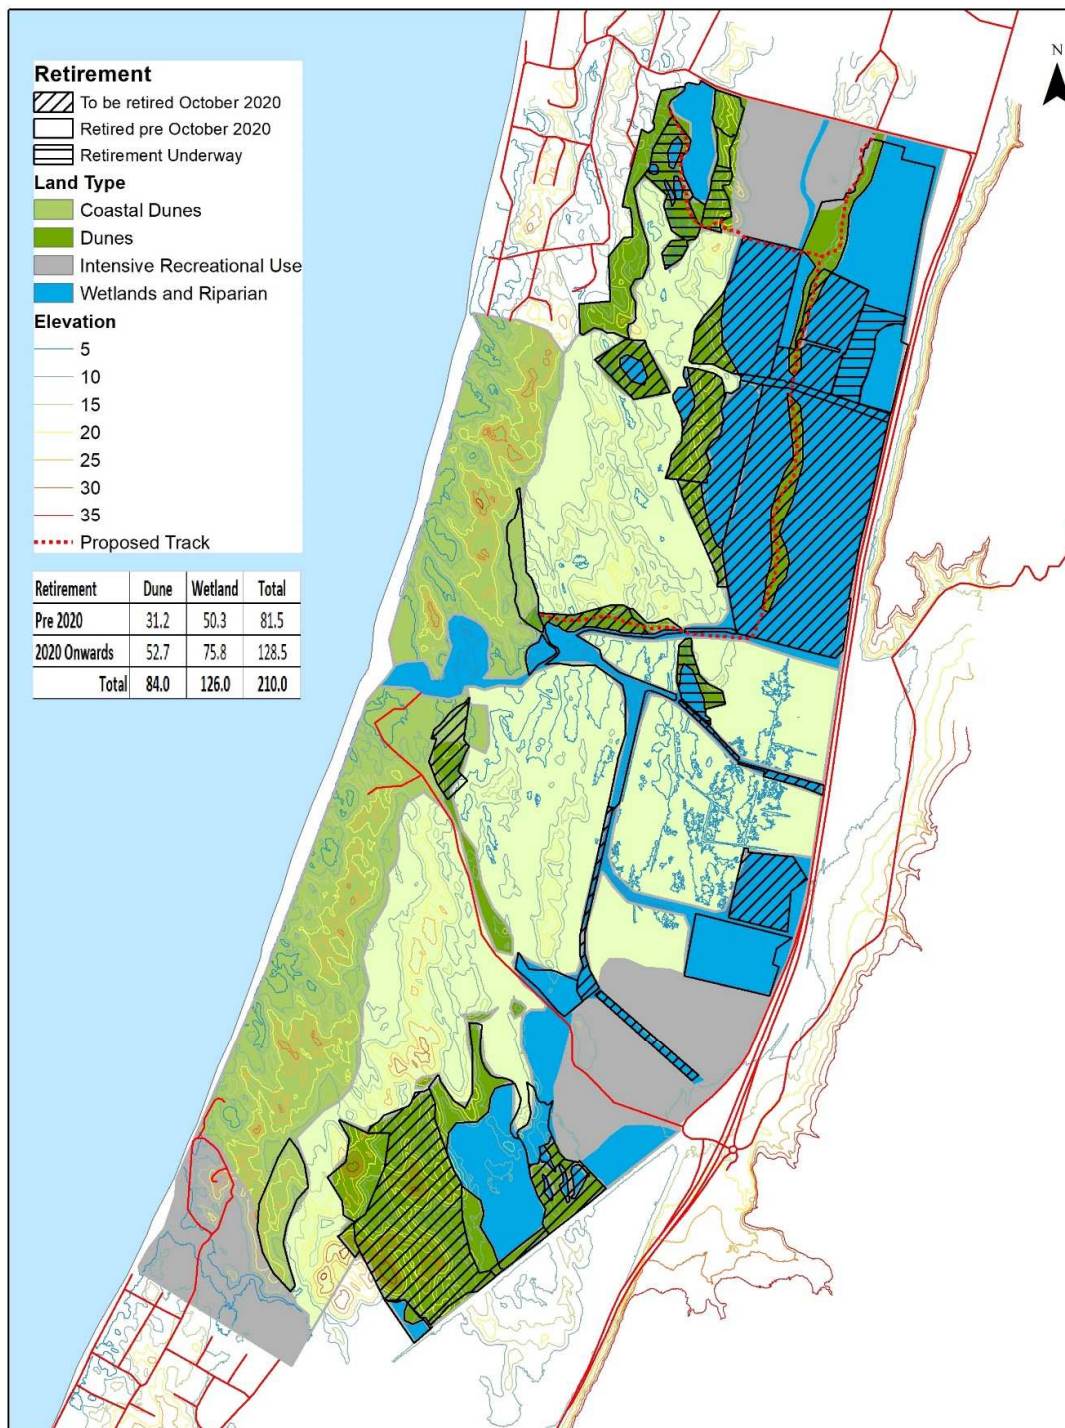 N
Retirement
To be retired October 2020
Retired pre October 2020
Retirement Underway
Land Type
Coastal Dunes
Dunes
Intensive Recreational Use
Wetlands and Riparian
Elevation
5
10
15
20
25
30
35
Proposed Track
Retirement Dune Wetland Total
Pre 2020 31.2 50.3 81.5
2020 Onwards 52.7 75.8 128.5
Total 84.0 126.0 210.0